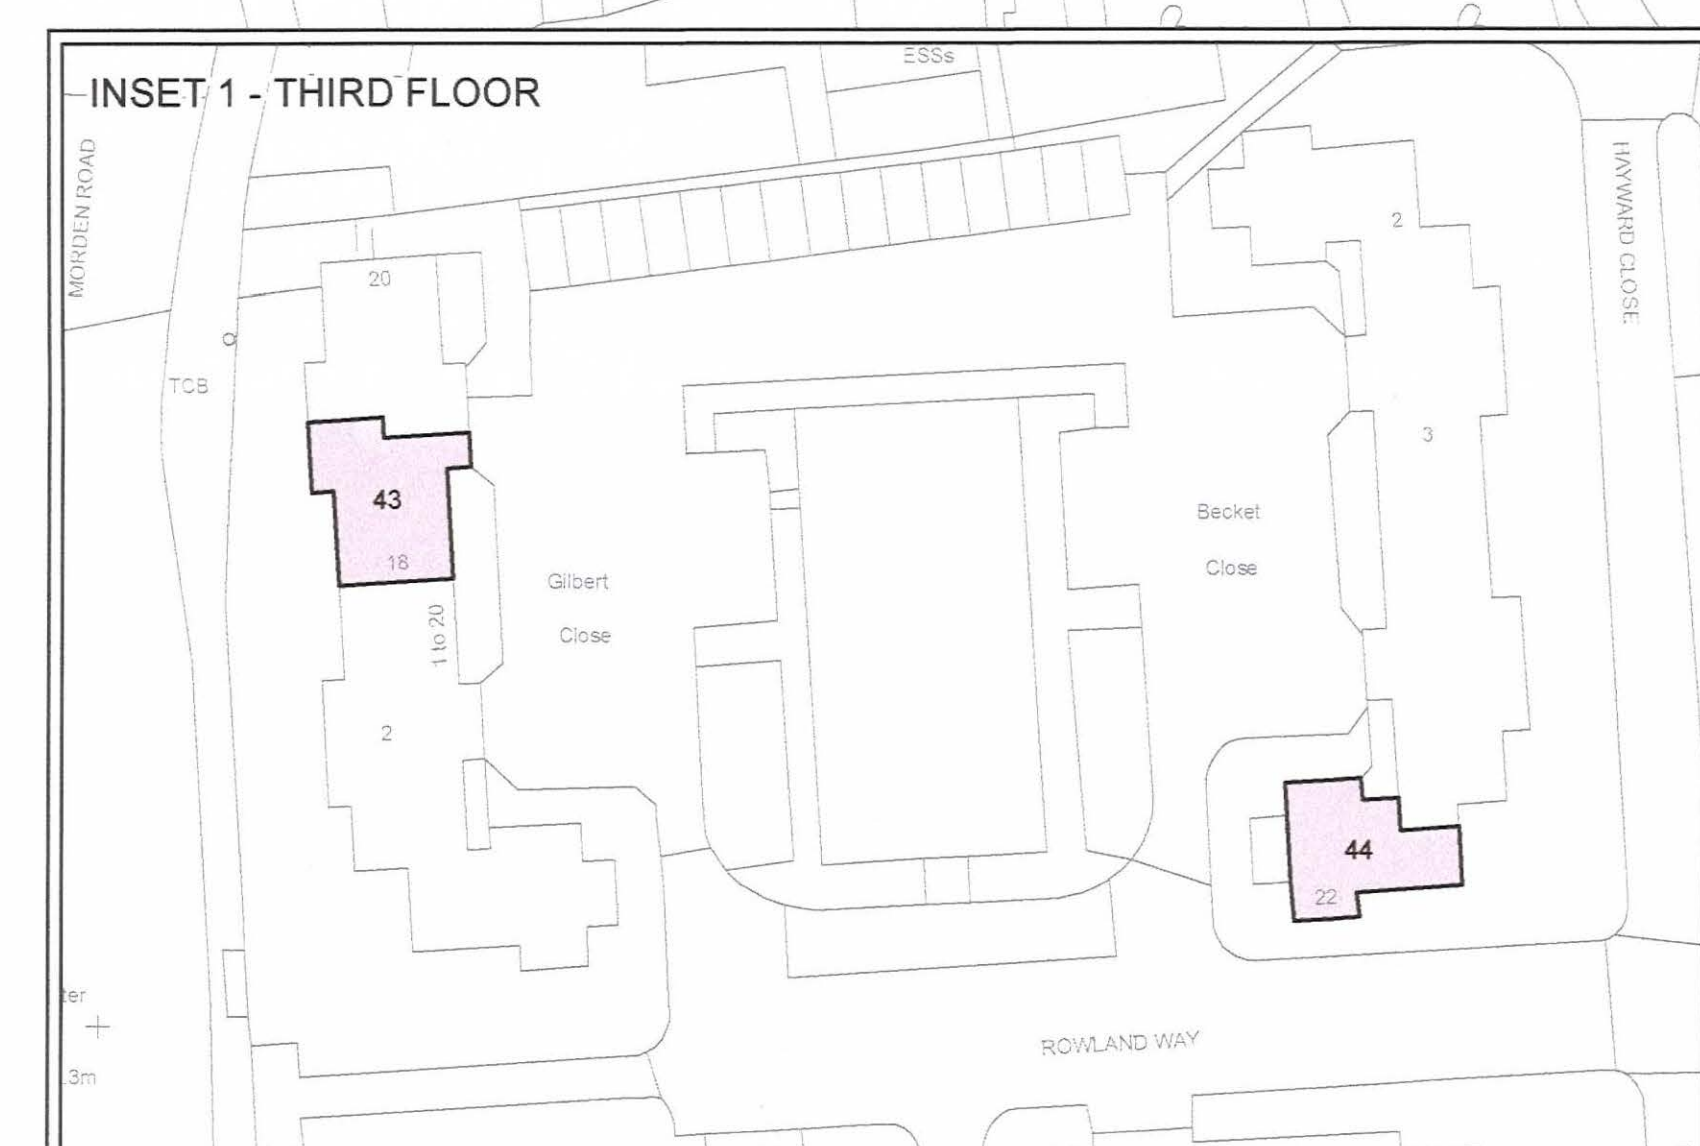 ESSs
INSET 1 - THIRD FLOOR
MORDEN ROAD
HAYWARD CLOSE
2
20
TCB
3
43
Becket
Close
18
Gilbert
Close
1 to 20
2
44
22
ter
.3m
ROWLAND WAY